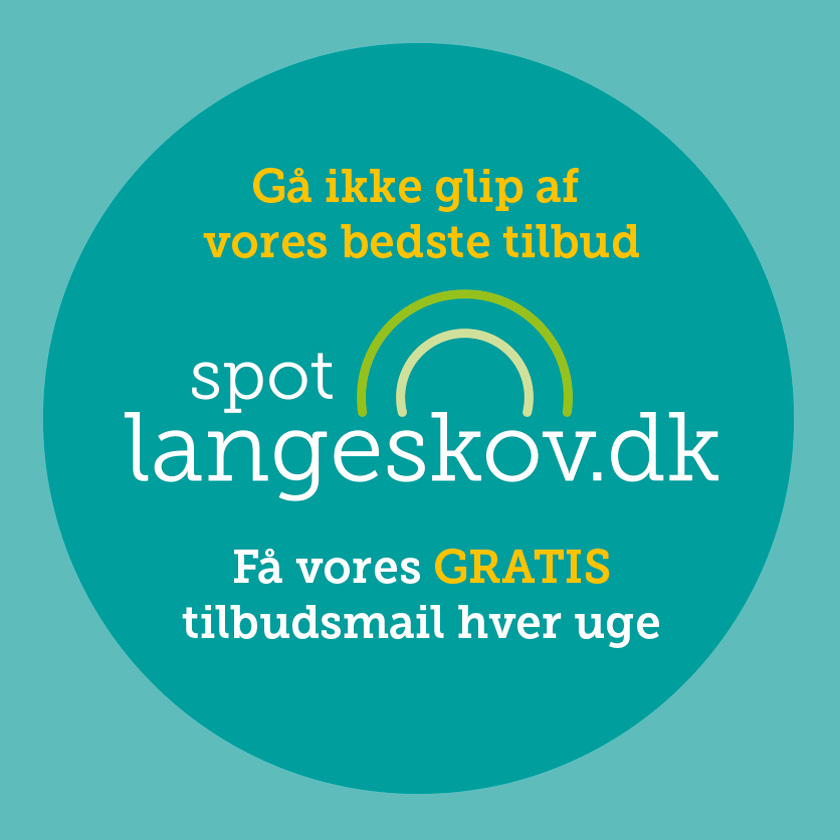 Gå ikke glip af
vores bedste tilbud
spot
langeskov.dk
Få vores GRATIS
tilbudsmail hver uge